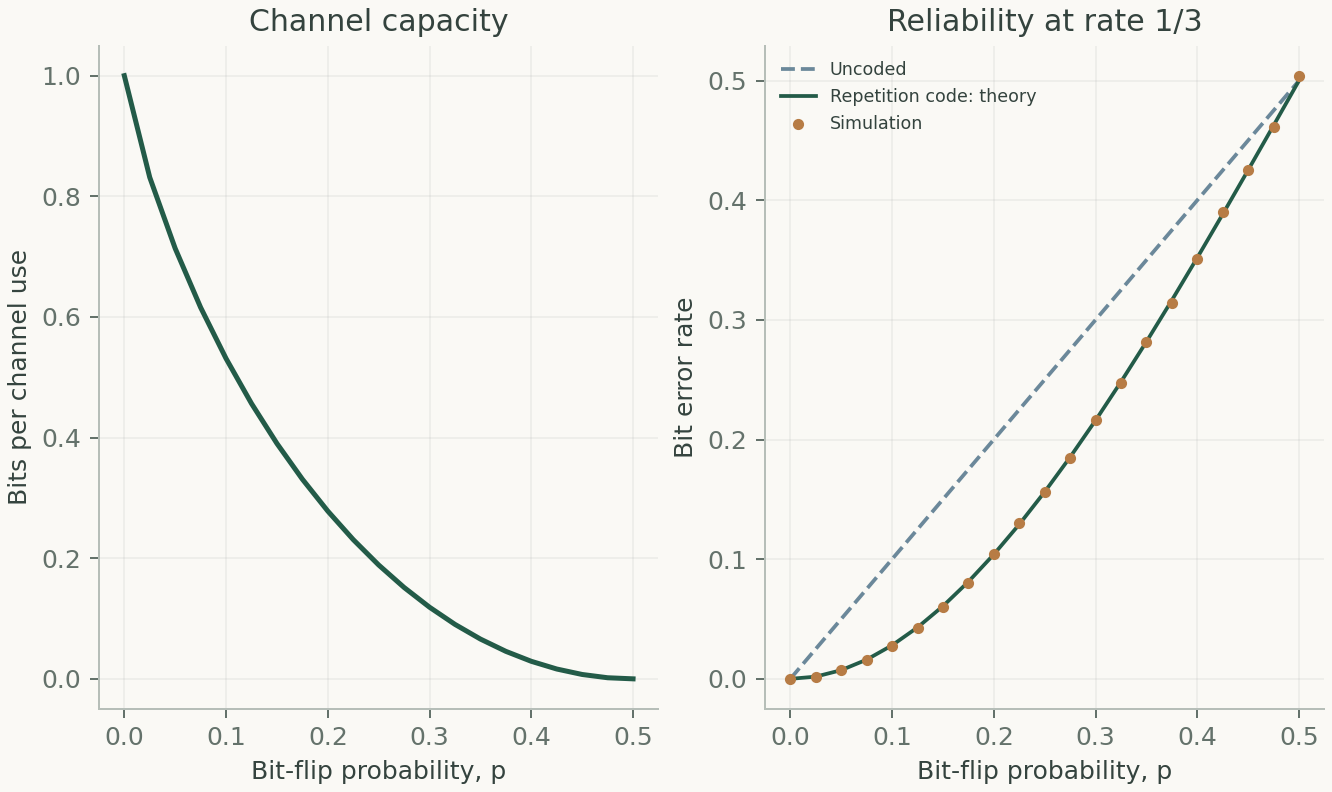 Channel capacity
Bits per channel use
1.0
0.8
0.6
0.4
0.2
0.0
0.0 0.1 0.2 0.3 0.4 0.5
Bit-flip probability, p
Reliability at rate 1/3
Uncoded
Repetition code: theory
Simulation
Bit error rate
0.5
0.4
0.3
0.2
0.1
0.0
0.0 0.1 0.2 0.3 0.4 0.5
Bit-flip probability, p